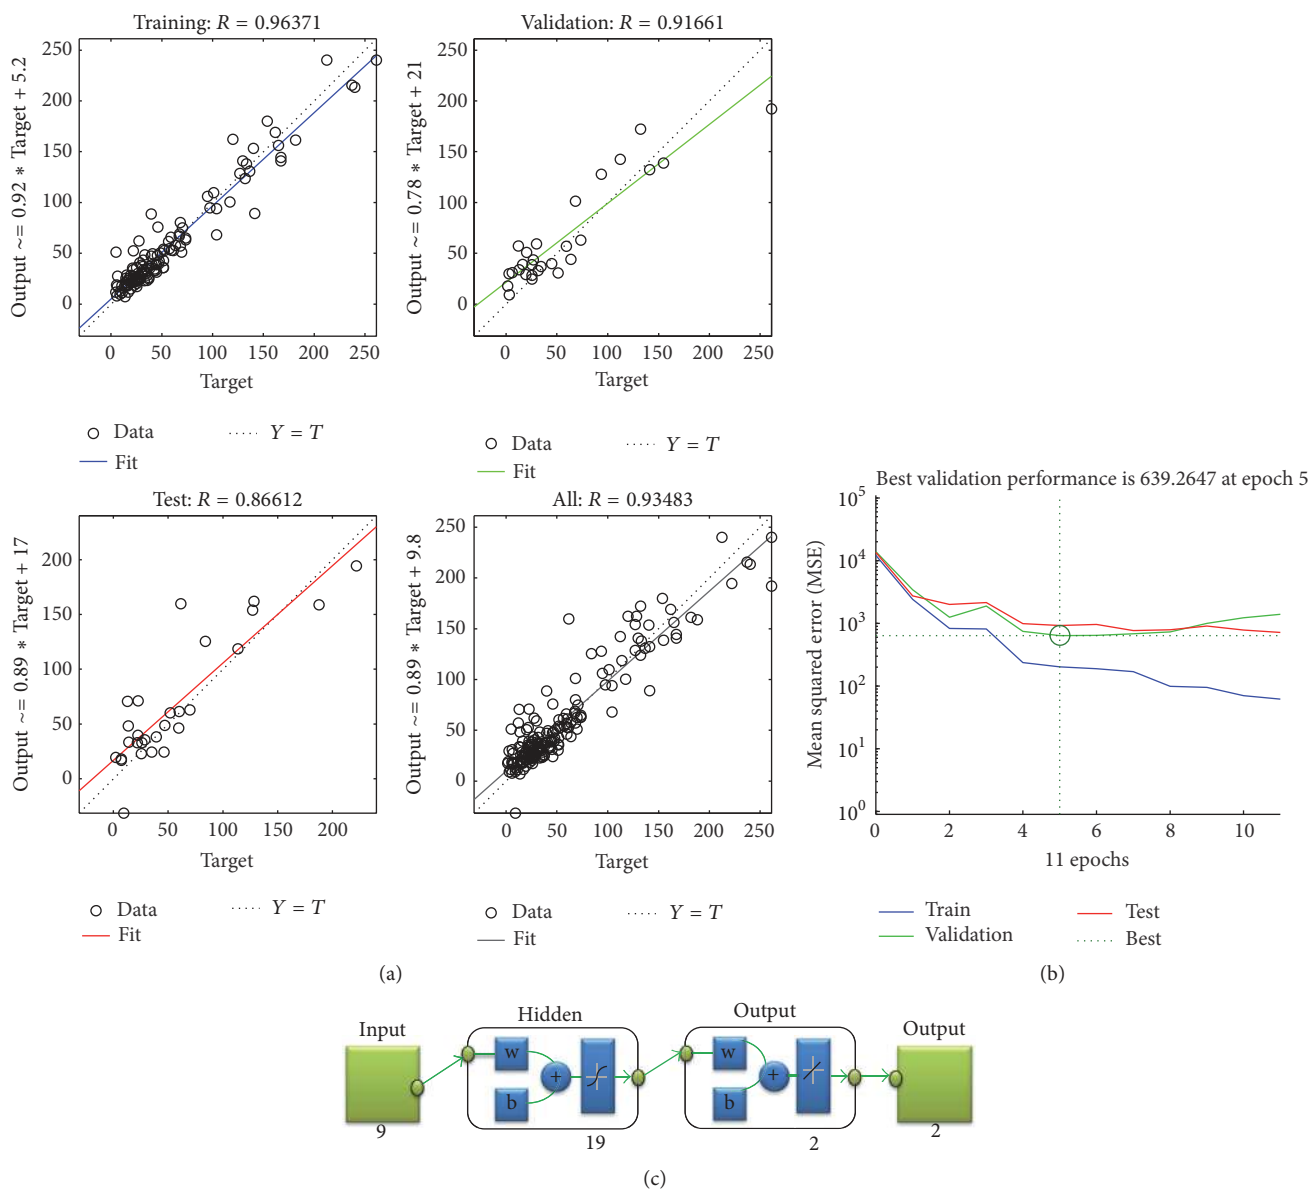 Training: R = 0.96371
Output ~= 0.92 * Target + 5.2
250
200
150
100
50
0
0 50 100 150 200 250
Target
Data
Y = T
Fit
Validation: R = 0.91661
Output ~= 0.78 * Target + 21
250
200
150
100
50
0
0 50 100 150 200 250
Target
Data
Y = T
Fit
Test: R = 0.86612
Output ~= 0.89 * Target + 17
200
150
100
50
0
0 50 100 150 200
Target
Data
Y = T
Fit
All: R = 0.93483
Output ~= 0.89 * Target + 9.8
250
200
150
100
50
0
0 50 100 150 200 250
Target
Data
Y = T
Fit
(a)
Best validation performance is 639.2647 at epoch 5
Mean squared error (MSE)
10^5
10^4
10^3
10^2
10^1
10^0
0 2 4 6 8 10
11 epochs
Train
Test
Validation
Best
(b)
Input
9
Hidden
w
b
+
19
Output
w
b
+
2
Output
2
(c)